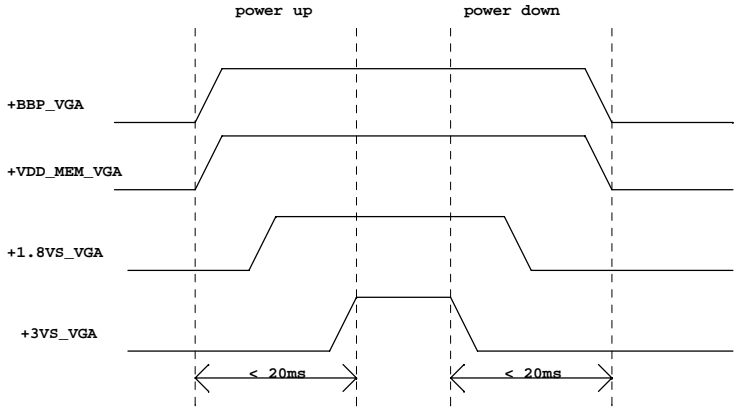 power up
power down
+BBP_VGA
+VDD_MEM_VGA
+1.8VS_VGA
+3VS_VGA
< 20ms
< 20ms